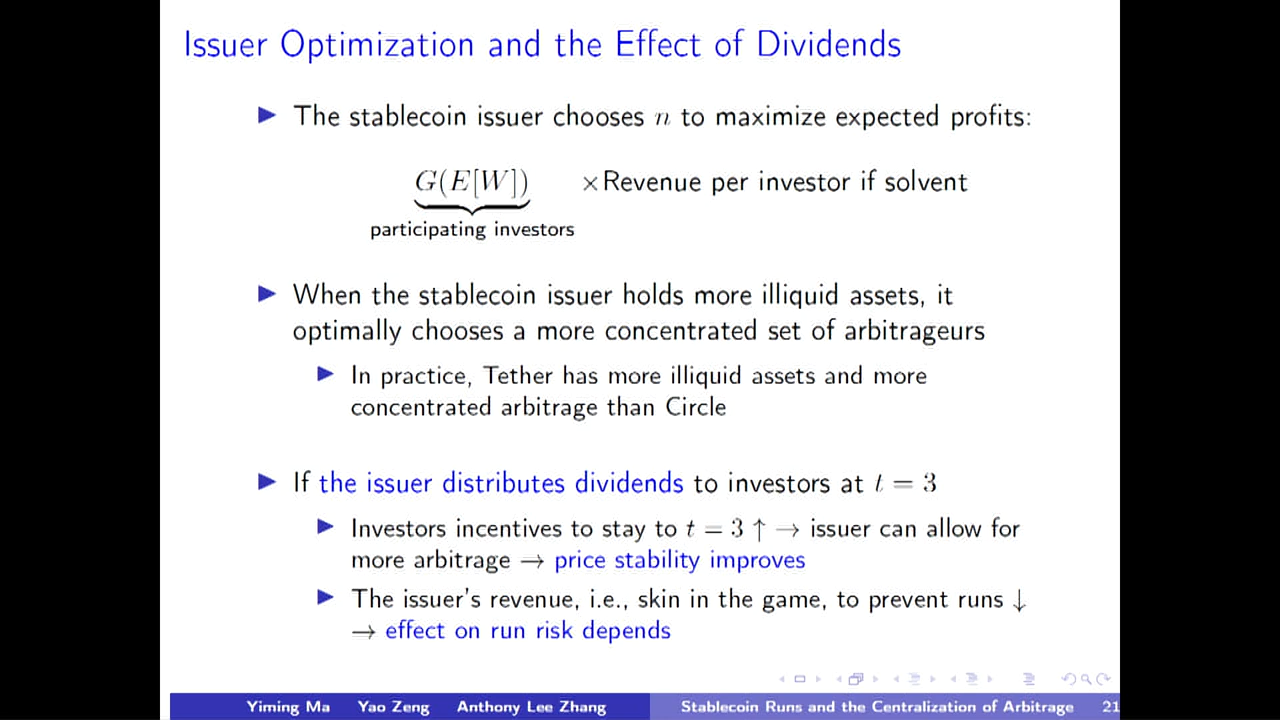 Issuer Optimization and the Effect of Dividends
The stablecoin issuer chooses n to maximize expected profits:
G(E[W]) ×Revenue per investor if solvent
participating investors
When the stablecoin issuer holds more illiquid assets, it
optimally chooses a more concentrated set of arbitrageurs
In practice, Tether has more illiquid assets and more
concentrated arbitrage than Circle
If the issuer distributes dividends to investors at t = 3
Investors incentives to stay to t = 3 ↑ → issuer can allow for
more arbitrage → price stability improves
The issuer's revenue, i.e., skin in the game, to prevent runs ↓
→ effect on run risk depends
Yiming Ma Yao Zeng Anthony Lee Zhang Stablecoin Runs and the Centralization of Arbitrage 21